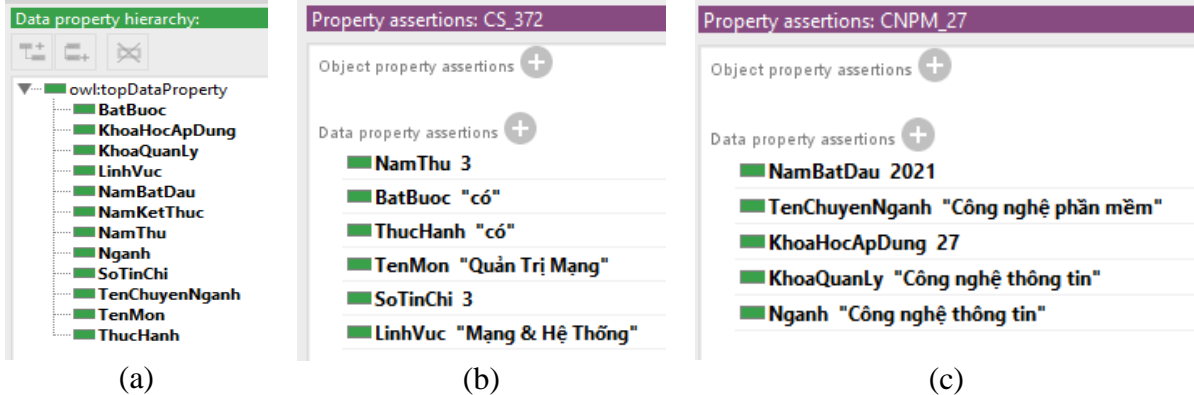 Data property hierarchy:
owl:topDataProperty
BatBuoc
KhoaHocApDung
KhoaQuanLy
LinhVuc
NamBatDau
NamKetThuc
NamThu
Nganh
SoTinChi
TenChuyenNganh
TenMon
ThucHanh
(a)
Property assertions: CS_372
Object property assertions
Data property assertions
NamThu 3
BatBuoc "có"
ThucHanh "có"
TenMon "Quản Trị Mạng"
SoTinChi 3
LinhVuc "Mạng & Hệ Thống"
(b)
Property assertions: CNPM_27
Object property assertions
Data property assertions
NamBatDau 2021
TenChuyenNganh "Công nghệ phần mềm"
KhoaHocApDung 27
KhoaQuanLy "Công nghệ thông tin"
Nganh "Công nghệ thông tin"
(c)